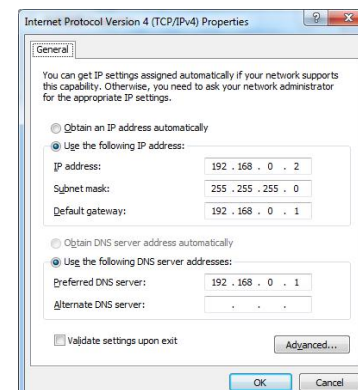 Internet Protocol Version 4 (TCP/IPv4) Properties
General
You can get IP settings assigned automatically if your network supports
this capability. Otherwise, you need to ask your network administrator
for the appropriate IP settings.
Obtain an IP address automatically
Use the following IP address:
IP address: 192 . 168 . 0 . 2
Subnet mask: 255 . 255 . 255 . 0
Default gateway: 192 . 168 . 0 . 1
Obtain DNS server address automatically
Use the following DNS server addresses:
Preferred DNS server: 192 . 168 . 0 . 1
Alternate DNS server: . . .
Validate settings upon exit
Advanced...
OK Cancel